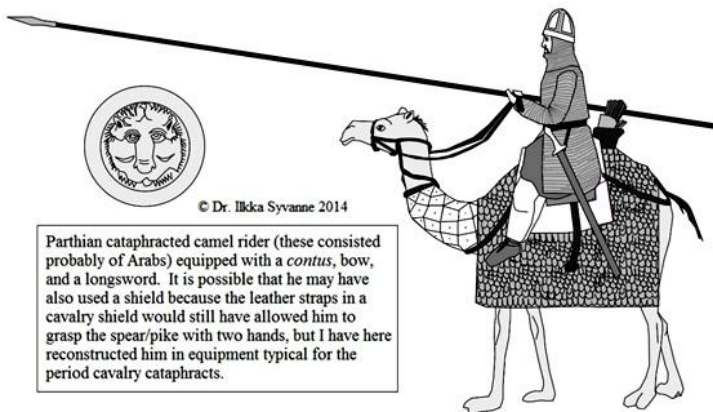 © Dr. Ilkka Syvanne 2014
Parthian cataphracted camel rider (these consisted
probably of Arabs) equipped with a contus, bow,
and a longsword.  It is possible that he may have
also used a shield because the leather straps in a
cavalry shield would still have allowed him to
grasp the spear/pike with two hands, but I have here
reconstructed him in equipment typical for the
period cavalry cataphracts.